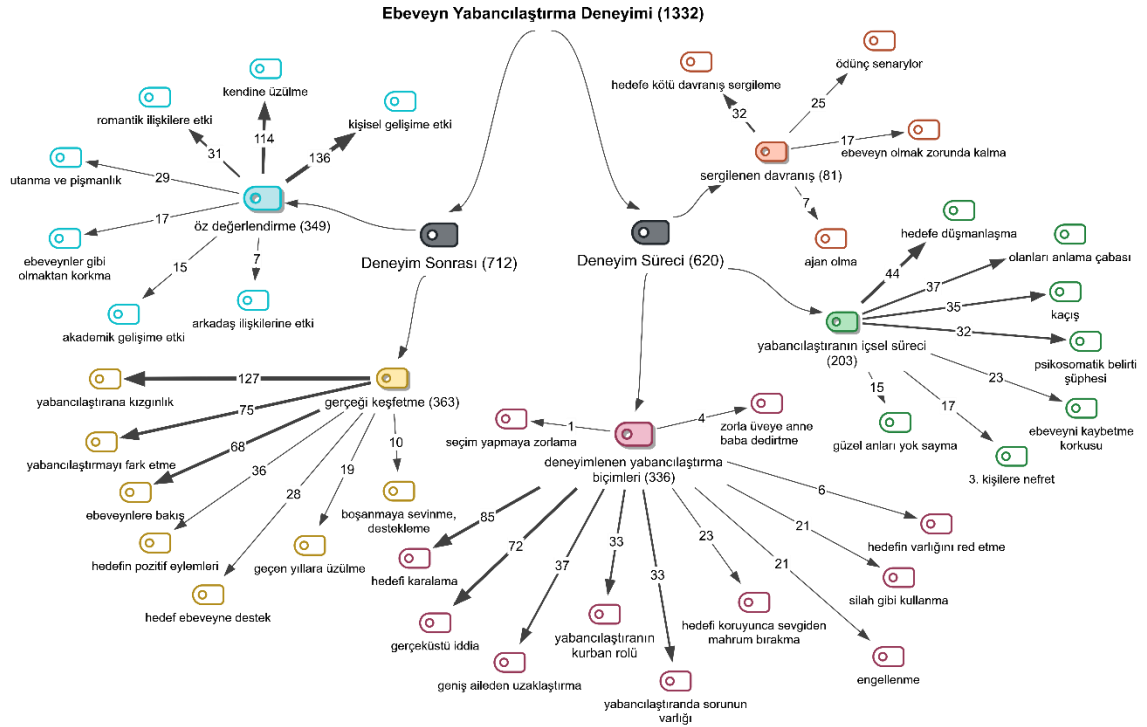 Ebeveyn Yabancılaştırma Deneyimi (1332)
kendine üzülme
romantik ilişkilere etki
kişisel gelişime etki
utanma ve pişmanlık
31
114
136
29
17
15
7
öz değerlendirme (349)
ebeveynler gibi
olmaktan korkma
akademik gelişime etki
arkadaş ilişkilerine etki
Deneyim Sonrası (712)
Deneyim Süreci (620)
ödünç senarylor
hedefe kötü davranış sergileme
32
25
17
7
ebeveyn olmak zorunda kalma
sergilenen davranış (81)
ajan olma
hedefe düşmanlaşma
olanları anlama çabası
kaçış
psikosomatik belirti
şüphesi
44
37
35
32
23
17
15
yabancılaştıranın içsel süreci
(203)
ebeveyni kaybetme
korkusu
güzel anları yok sayma
3. kişilere nefret
gerçeği keşfetme (363)
127
75
68
36
28
19
10
yabancılaştırana kızgınlık
yabancılaştırmayı fark etme
ebeveynlere bakış
hedefin pozitif eylemleri
hedef ebeveyne destek
geçen yıllara üzülme
boşanmaya sevinme,
destekleme
seçim yapmaya zorlama
1
4
zorla üveye anne
baba dedirtme
deneyimlenen yabancılaştırma
biçimleri (336)
85
72
37
33
33
23
21
21
6
hedefi karalama
gerçeküstü iddia
geniş aileden uzaklaştırma
yabancılaştıranın
kurban rolü
yabancılaştıranda sorunun
varlığı
hedefi koruyunca sevgiden
mahrum bırakma
engellenme
silah gibi kullanma
hedefin varlığını red etme